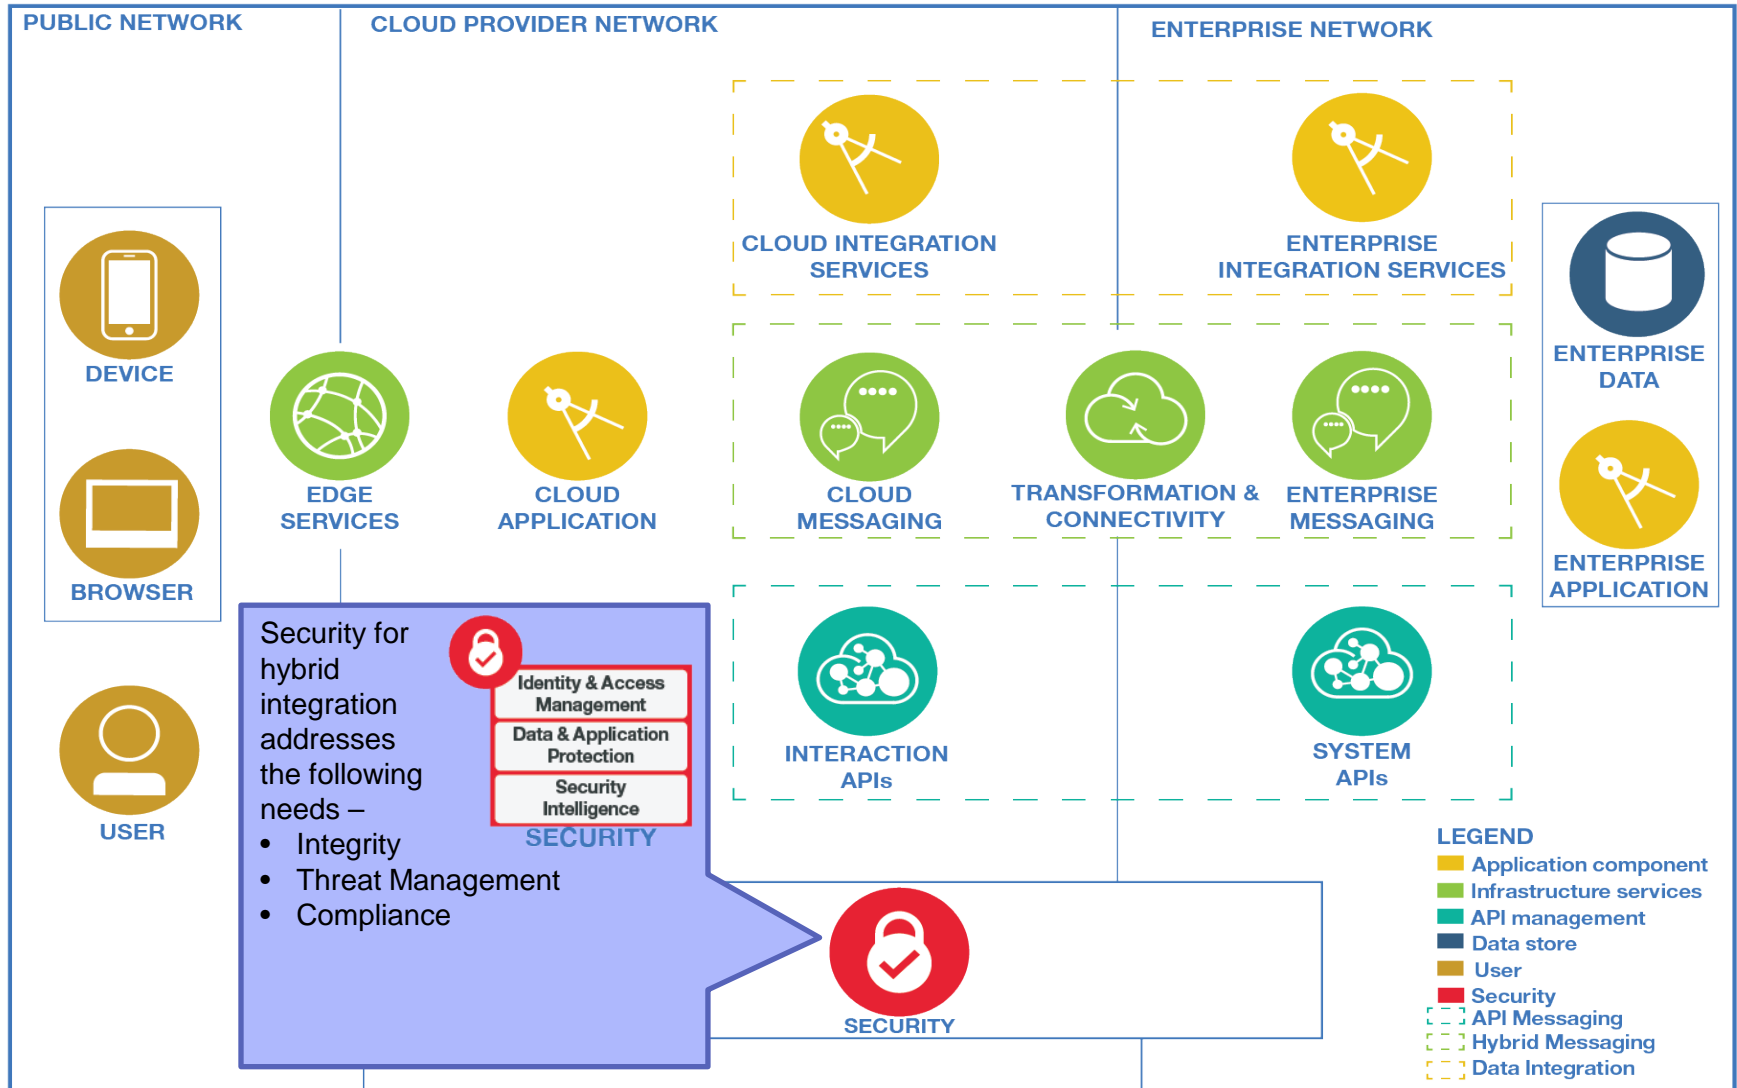 PUBLIC NETWORK
CLOUD PROVIDER NETWORK
ENTERPRISE NETWORK
CLOUD INTEGRATION
SERVICES
ENTERPRISE
INTEGRATION SERVICES
DEVICE
BROWSER
USER
EDGE
SERVICES
CLOUD
APPLICATION
CLOUD
MESSAGING
TRANSFORMATION &
CONNECTIVITY
ENTERPRISE
MESSAGING
ENTERPRISE
DATA
ENTERPRISE
APPLICATION
INTERACTION
APIs
SYSTEM
APIs
Security for
hybrid
integration
addresses
the following
needs –
• Integrity
• Threat Management
• Compliance
Identity & Access
Management
Data & Application
Protection
Security
Intelligence
SECURITY
SECURITY
LEGEND
Application component
Infrastructure services
API management
Data store
User
Security
API Messaging
Hybrid Messaging
Data Integration